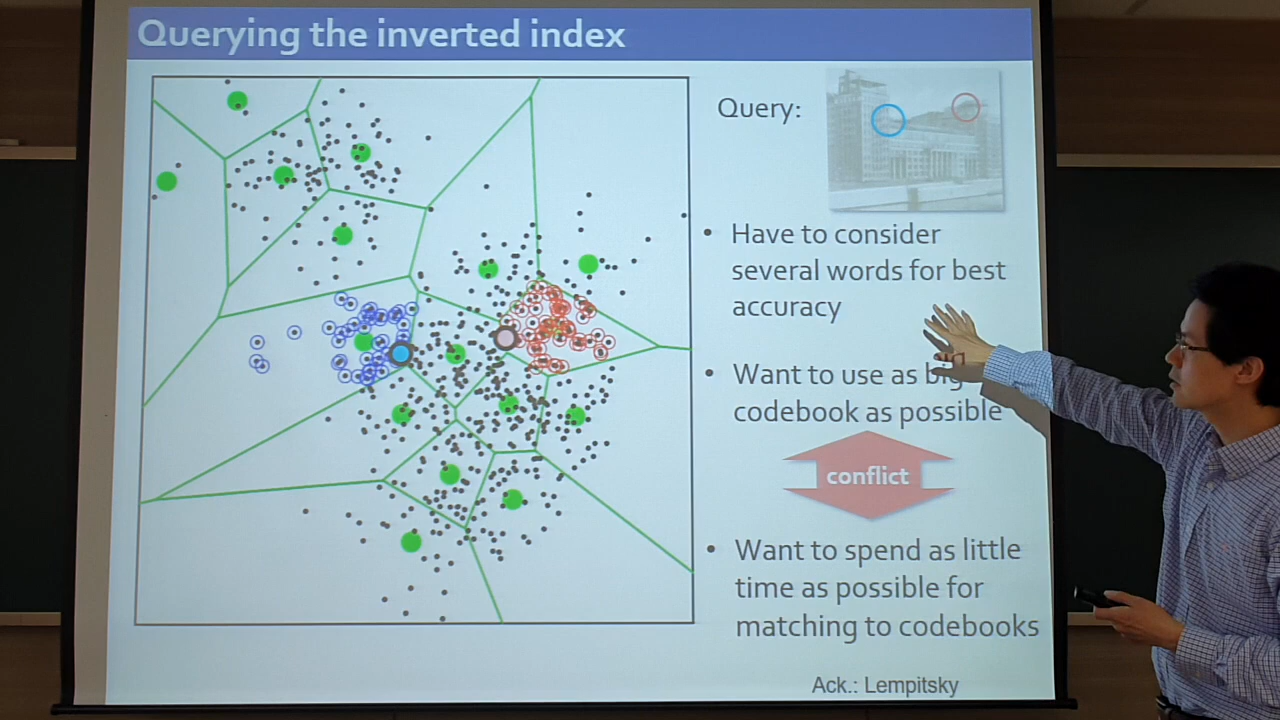 Querying the inverted index
Query:
• Have to consider
several words for best
accuracy
• Want to use as big
codebook as possible
conflict
• Want to spend as little
time as possible for
matching to codebooks
Ack.: Lempitsky